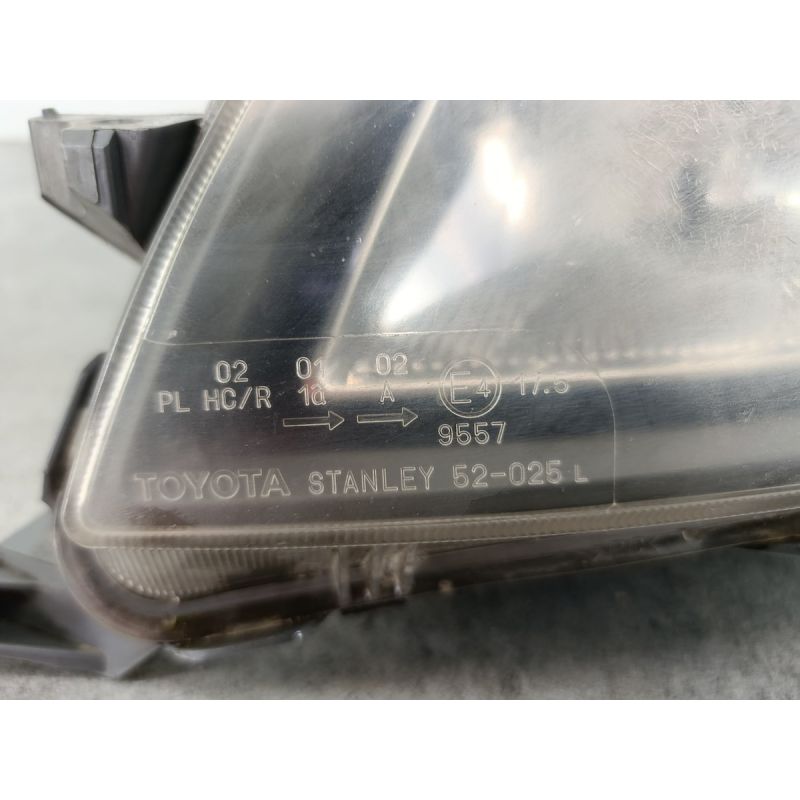 02 01 02
PL HC/R 1a A E4 17.5
→ →
9557
TOYOTA STANLEY 52-025 L